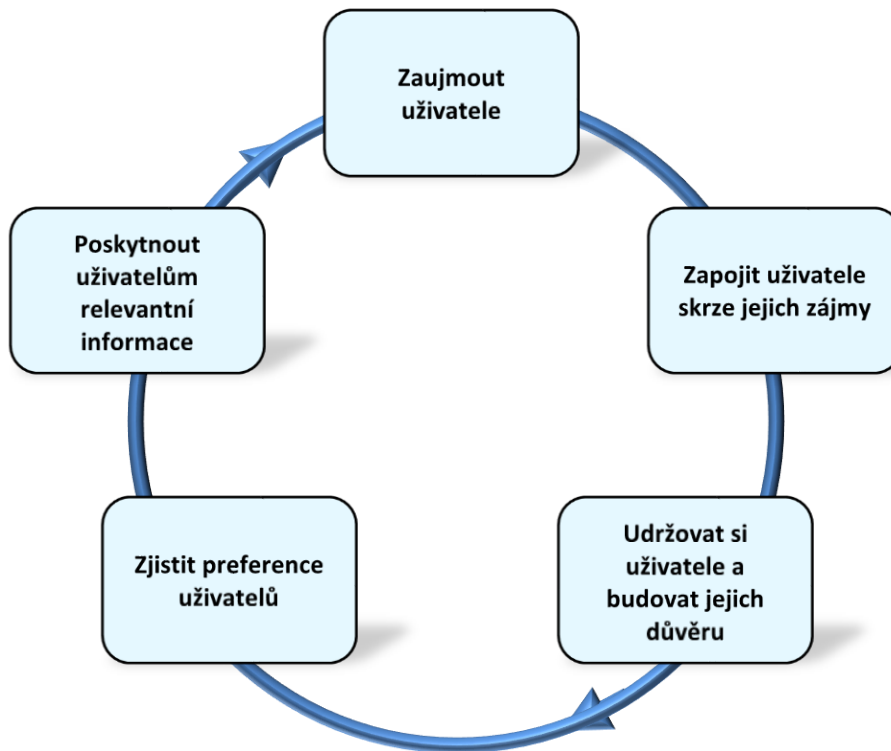 Zaujmout
uživatele
Zapojit uživatele
skrze jejich zájmy
Udržovat si
uživatele a
budovat jejich
důvěru
Zjistit preference
uživatelů
Poskytnout
uživatelům
relevantní
informace